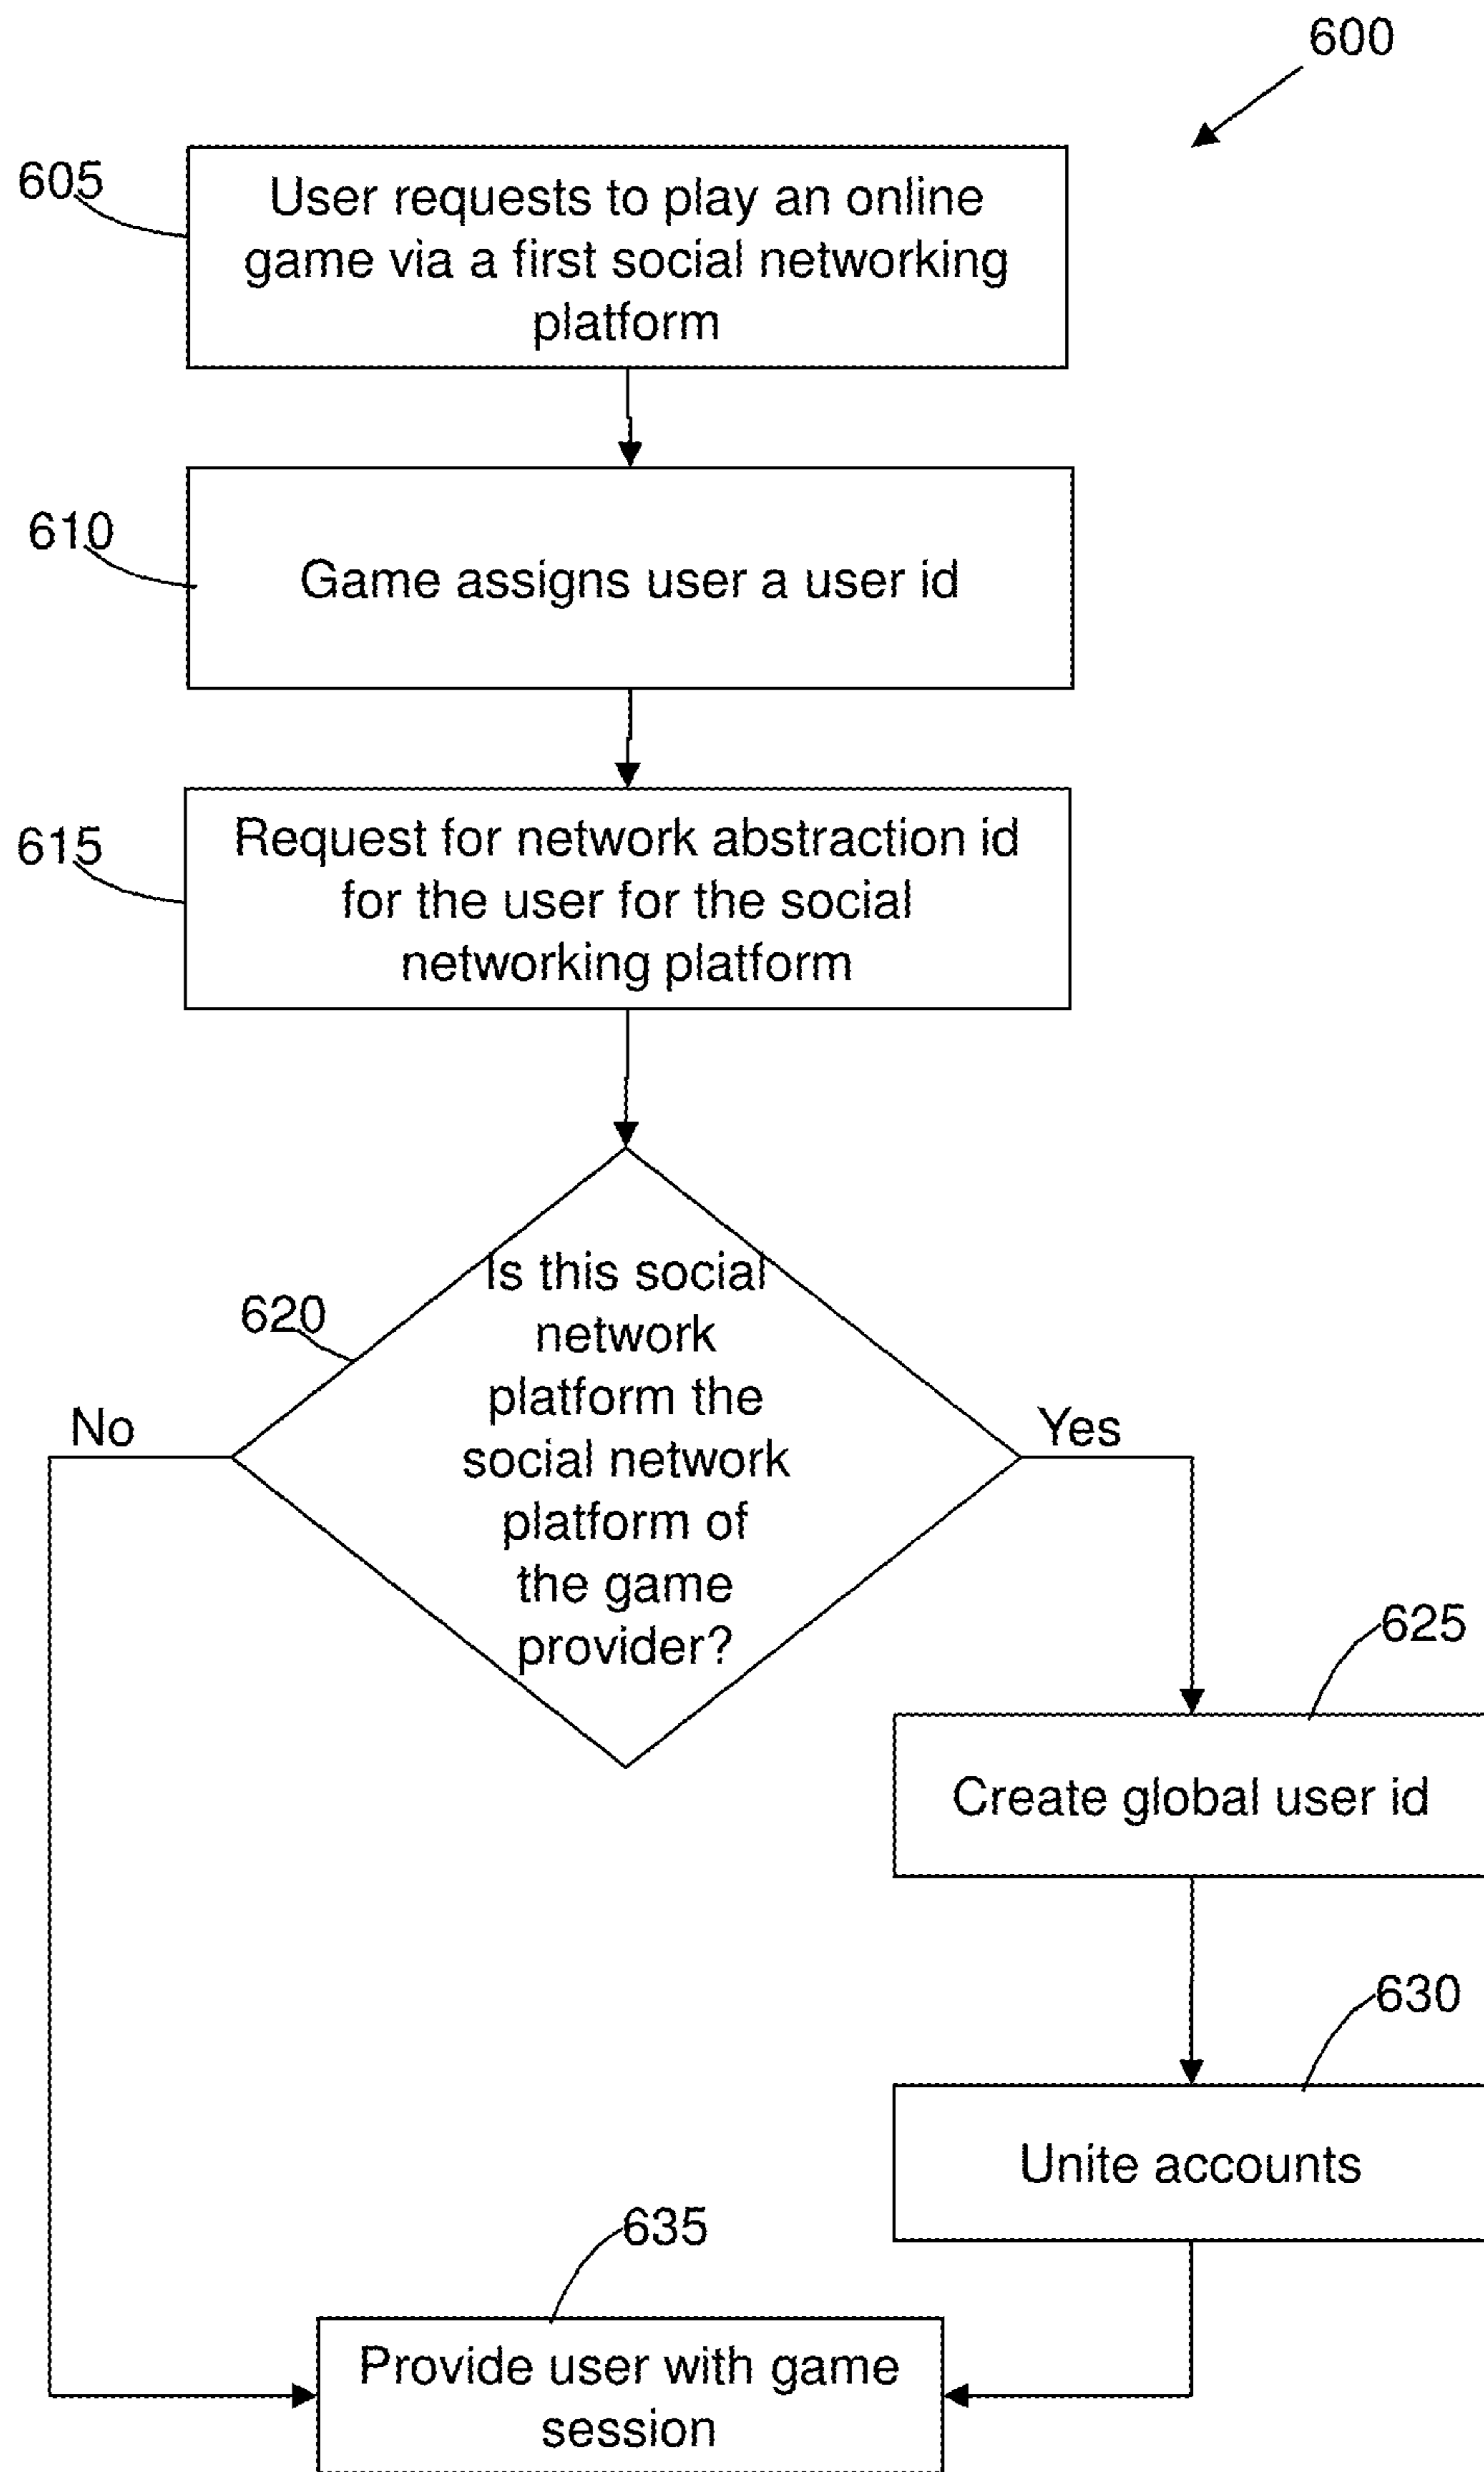 600
605
User requests to play an online
game via a first social networking
platform
610
Game assigns user a user id
615
Request for network abstraction id
for the user for the social
networking platform
620
Is this social
network
platform the
social network
platform of
the game
provider?
No
Yes
625
Create global user id
630
Unite accounts
635
Provide user with game
session